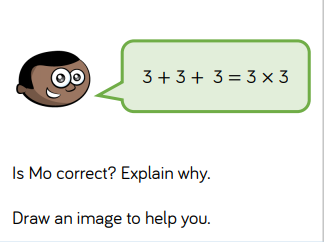 3 + 3 + 3 = 3 × 3
Is Mo correct? Explain why.
Draw an image to help you.